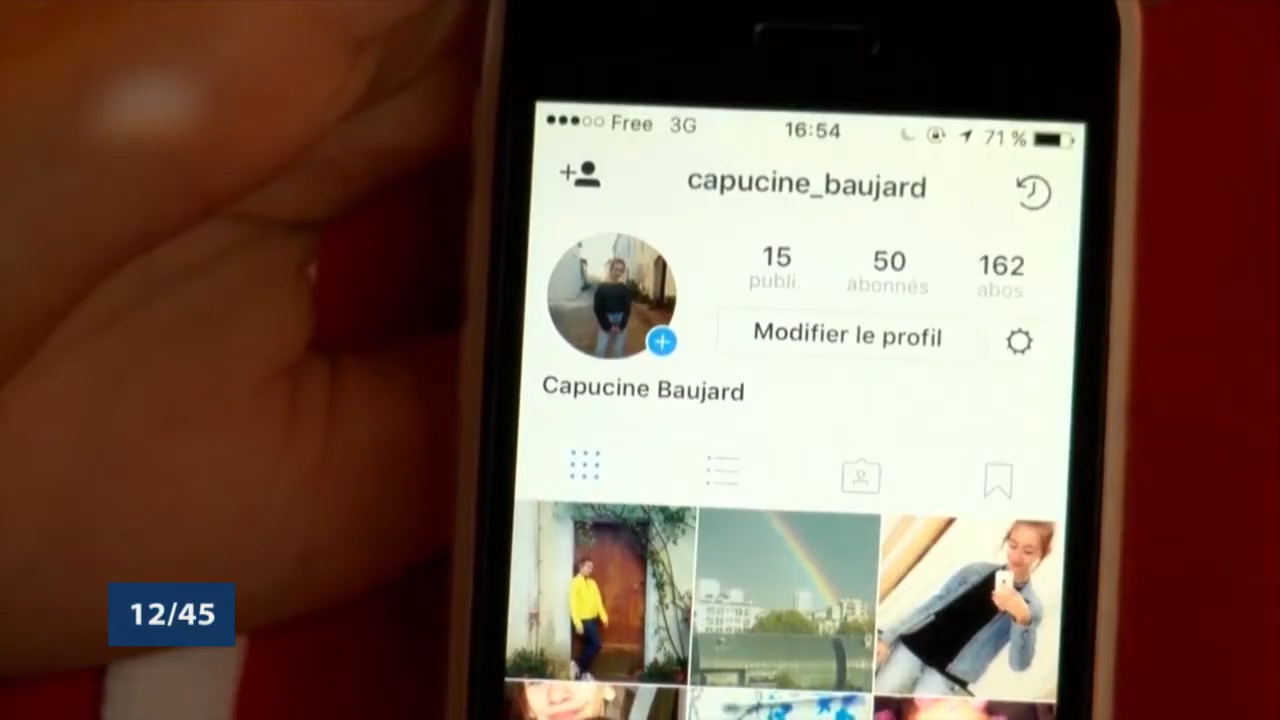 Free 3G 16:54 71 %
capucine_baujard
15 50 162
publi. abonnés abos
Modifier le profil
Capucine Baujard
12/45